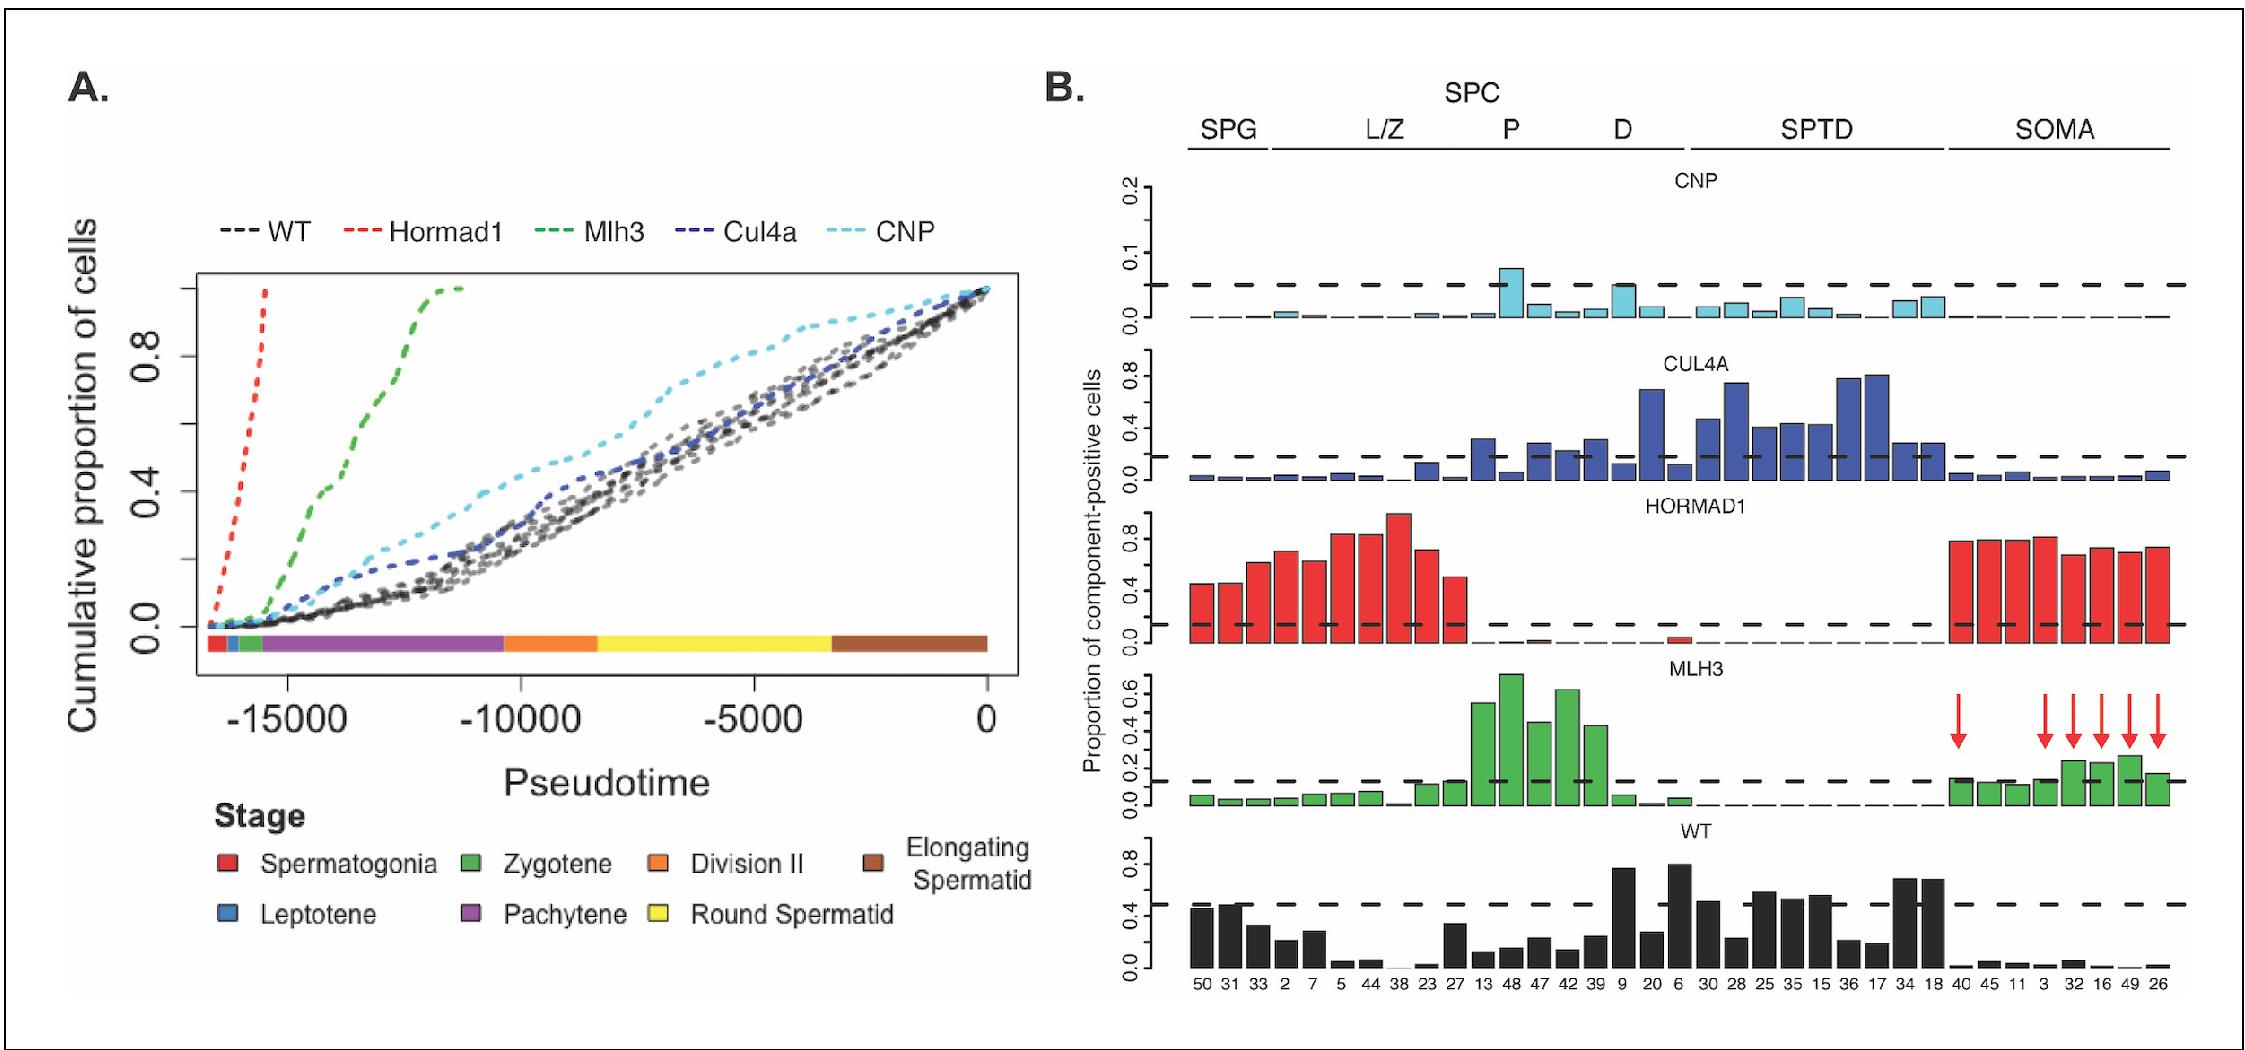 A.
WT Hormad1 Mlh3 Cul4a CNP
Cumulative proportion of cells
0.8
0.4
0.0
-15000 -10000 -5000 0
Pseudotime
Stage
Spermatogonia Zygotene Division II Elongating Spermatid
Leptotene Pachytene Round Spermatid
B.
SPC
SPG L/Z P D SPTD SOMA
Proportion of component-positive cells
CNP
0.2
0.1
0.0
CUL4A
0.8
0.4
0.0
HORMAD1
0.8
0.4
0.0
MLH3
0.6
0.4
0.2
0.0
WT
0.8
0.4
0.0
50 31 33 2 7 5 44 38 23 27 13 48 47 42 39 9 20 6 30 28 25 35 15 36 17 34 18 40 45 11 3 32 16 49 26